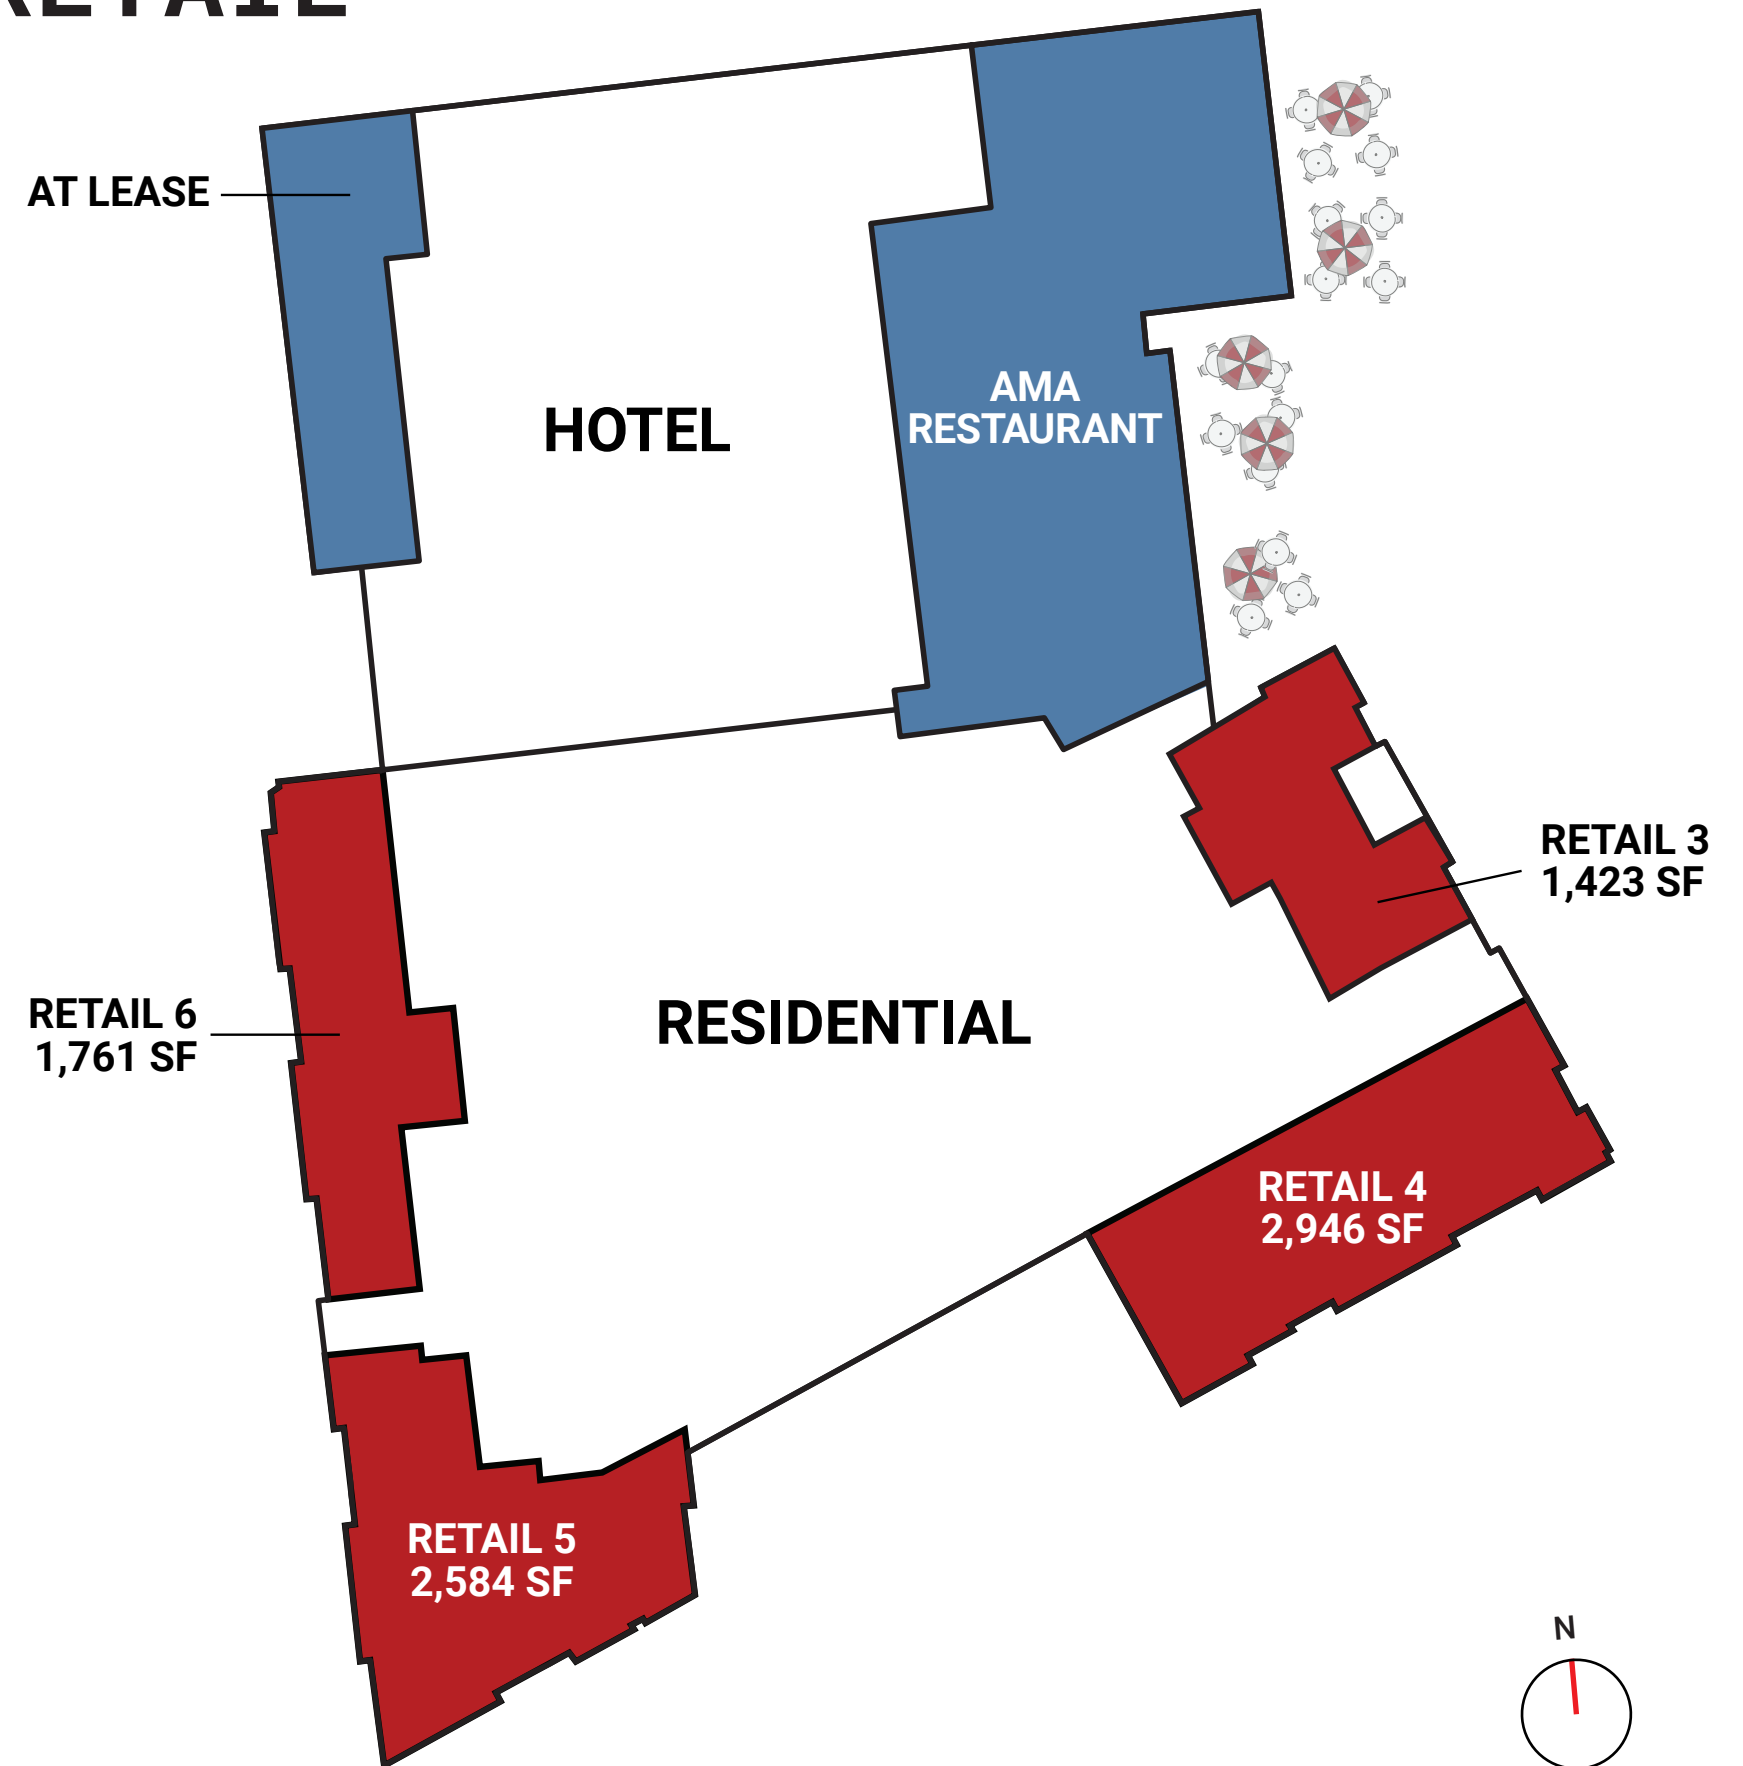 RETAIL
AT LEASE
HOTEL
AMA
RESTAURANT
RETAIL 3
1,423 SF
RETAIL 6
1,761 SF
RESIDENTIAL
RETAIL 4
2,946 SF
RETAIL 5
2,584 SF
N